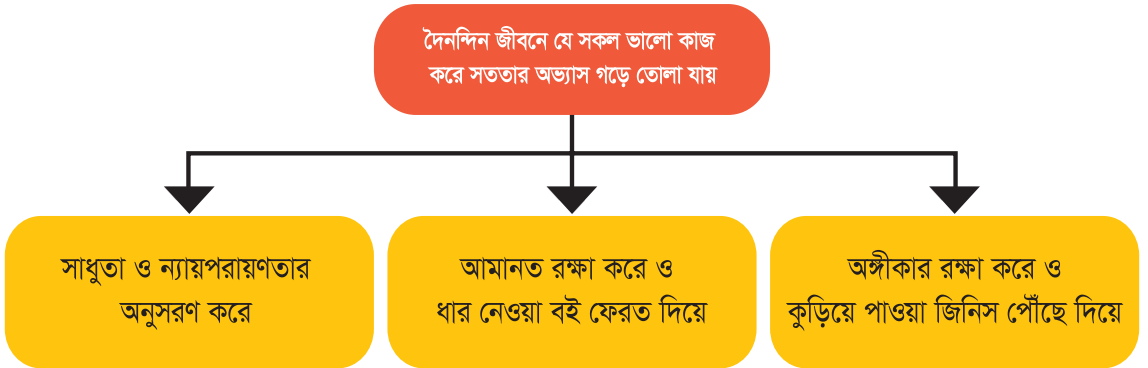 দৈনন্দিন জীবনে যে সকল ভালো কাজ
করে সততার অভ্যাস গড়ে তোলা যায়
সাধুতা ও ন্যায়পরায়ণতার
অনুসরণ করে
আমানত রক্ষা করে ও
ধার নেওয়া বই ফেরত দিয়ে
অঙ্গীকার রক্ষা করে ও
কুড়িয়ে পাওয়া জিনিস পৌঁছে দিয়ে